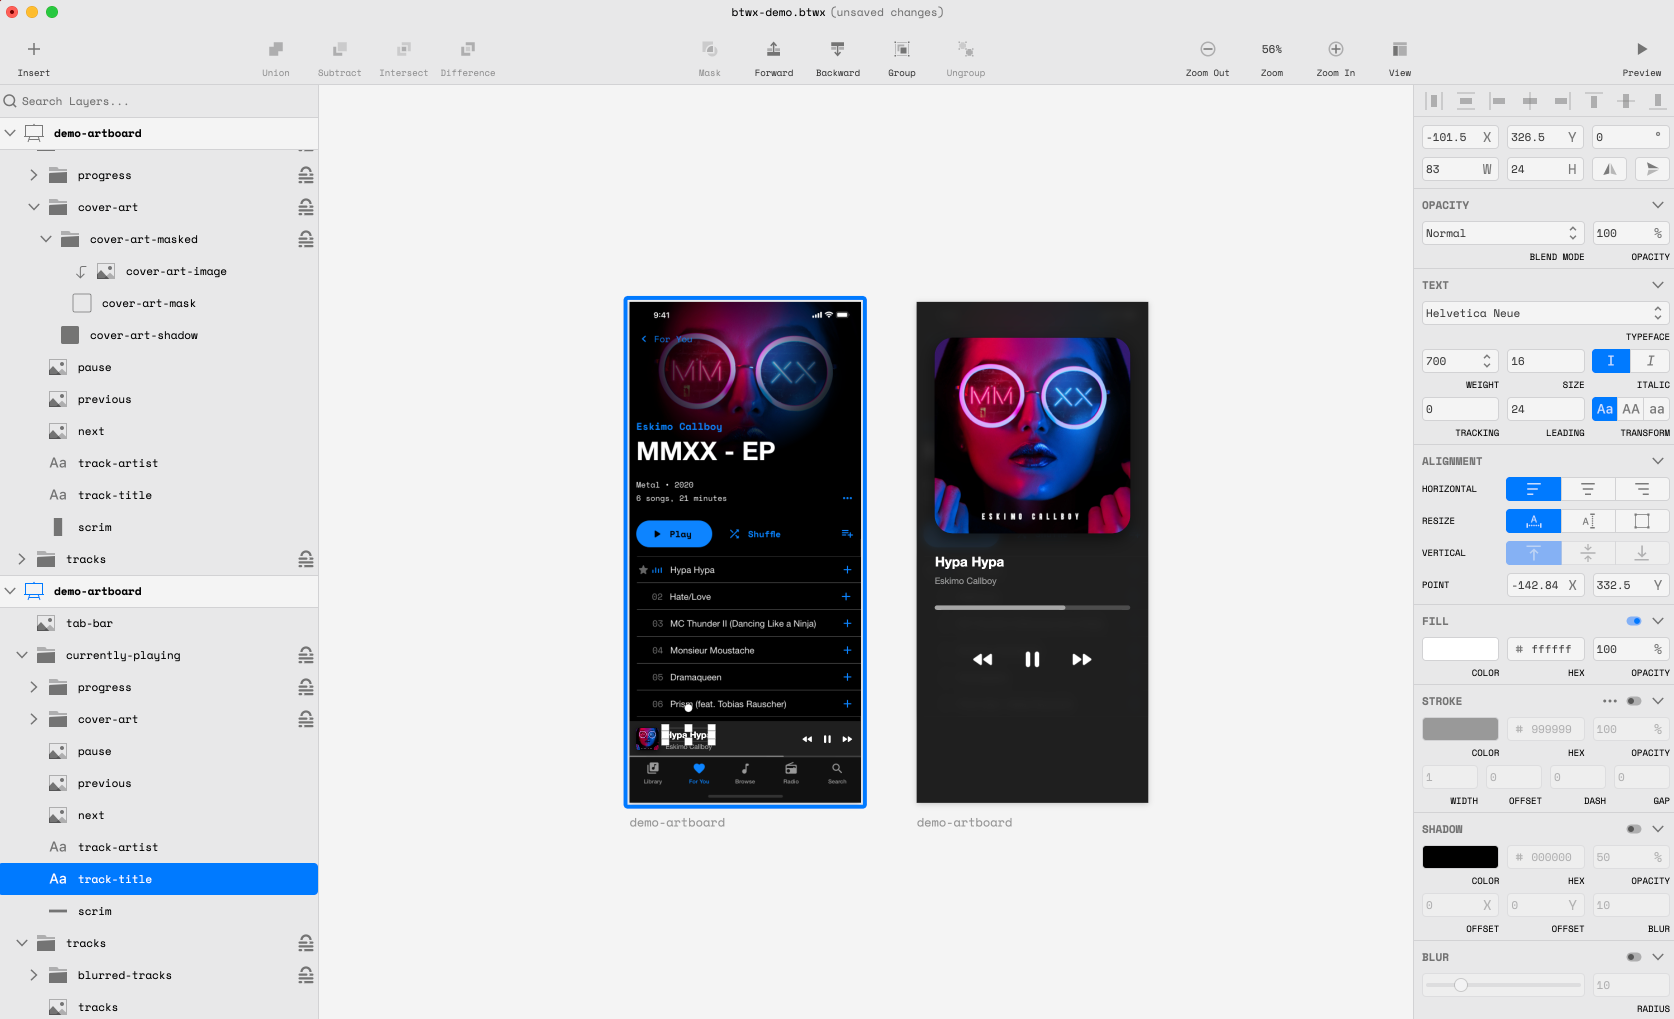 btwx-demo.btwx (unsaved changes)
Insert
Union
Subtract
Intersect
Difference
Mask
Forward
Backward
Group
Ungroup
Zoom Out
56%
Zoom
Zoom In
View
Preview
Search Layers...
demo-artboard
progress
cover-art
cover-art-masked
cover-art-image
cover-art-mask
cover-art-shadow
pause
previous
next
Aa track-artist
Aa track-title
scrim
tracks
demo-artboard
tab-bar
currently-playing
progress
cover-art
pause
previous
next
Aa track-artist
Aa track-title
scrim
tracks
blurred-tracks
tracks
9:41
For You
MM XX
Eskimo Callboy
MMXX - EP
Metal • 2020
6 songs, 21 minutes
Play
Shuffle
Hypa Hypa
02 Hate/Love
03 MC Thunder II (Dancing Like a Ninja)
04 Monsieur Moustache
05 Dramaqueen
06 Prism (feat. Tobias Rauscher)
Hypa Hypa
Eskimo Callboy
Library
For You
Browse
Radio
Search
demo-artboard
MM XX
ESKIMO CALLBOY
Hypa Hypa
Eskimo Callboy
demo-artboard
-101.5 X 326.5 Y 0 °
83 W 24 H
OPACITY
Normal 100 %
BLEND MODE OPACITY
TEXT
Helvetica Neue
TYPEFACE
700 16 I I
WEIGHT SIZE ITALIC
0 24 Aa AA aa
TRACKING LEADING TRANSFORM
ALIGNMENT
HORIZONTAL
RESIZE A A
VERTICAL
POINT -142.84 X 332.5 Y
FILL
# ffffff 100 %
COLOR HEX OPACITY
STROKE
# 999999 100 %
COLOR HEX OPACITY
1 0 0 0
WIDTH OFFSET DASH GAP
SHADOW
# 000000 50 %
COLOR HEX OPACITY
0 X 0 Y 10
OFFSET OFFSET BLUR
BLUR
10
RADIUS